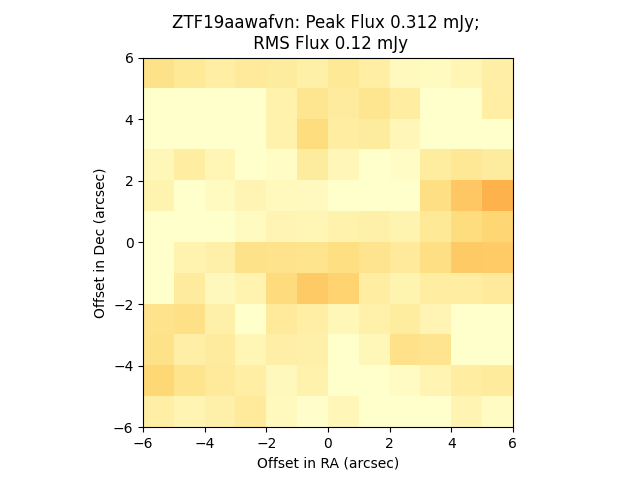 ZTF19aawafvn: Peak Flux 0.312 mJy;
RMS Flux 0.12 mJy
6
4
2
0
−2
−4
−6
Offset in Dec (arcsec)
−6 −4 −2 0 2 4 6
Offset in RA (arcsec)